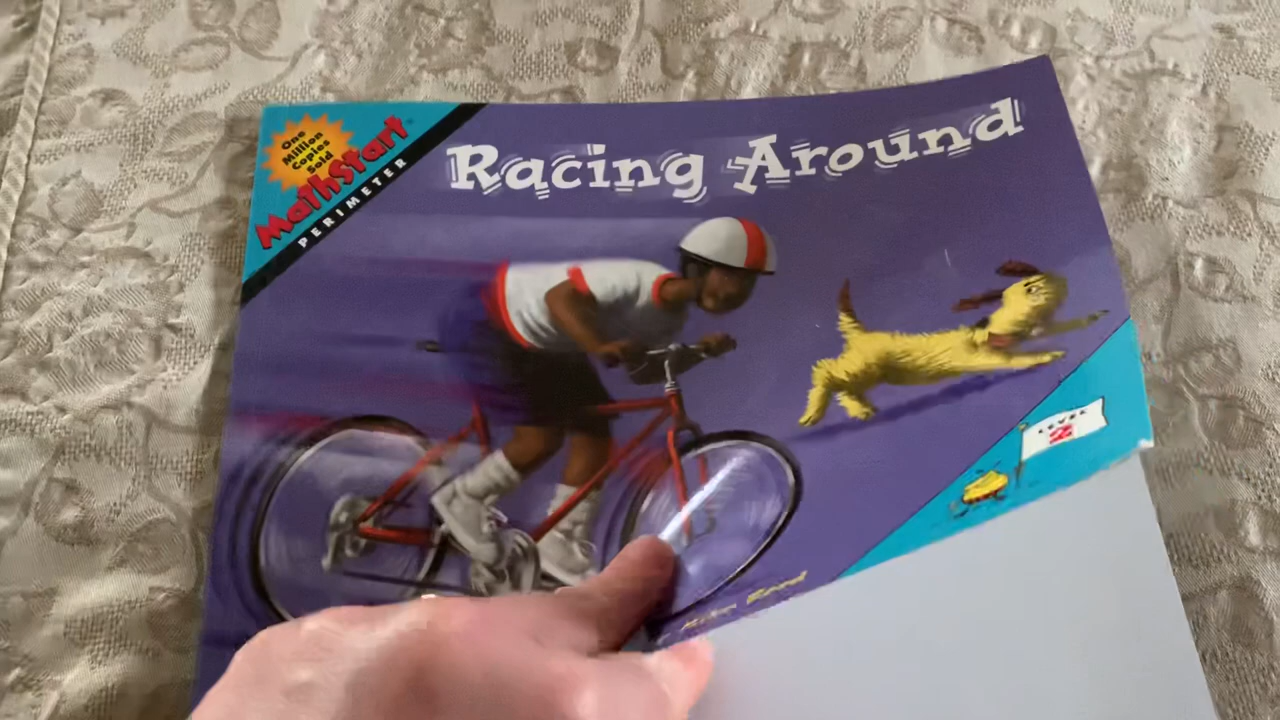 One
Million
Copies
Sold
MathStart
PERIMETER
Racing Around
LEVEL
2